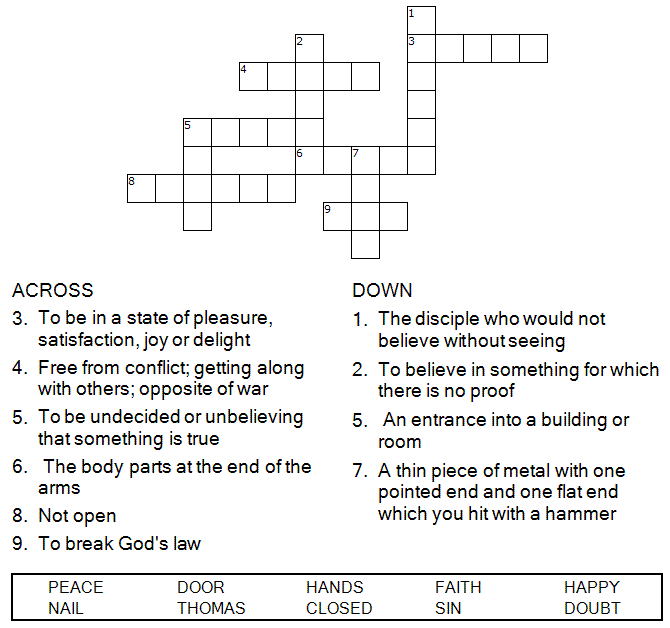 1
2
3
4
5
6
7
8
9
ACROSS
3. To be in a state of pleasure,
satisfaction, joy or delight
4. Free from conflict; getting along
with others; opposite of war
5. To be undecided or unbelieving
that something is true
6. The body parts at the end of the
arms
8. Not open
9. To break God's law
DOWN
1. The disciple who would not
believe without seeing
2. To believe in something for which
there is no proof
5. An entrance into a building or
room
7. A thin piece of metal with one
pointed end and one flat end
which you hit with a hammer
PEACE DOOR HANDS FAITH HAPPY
NAIL THOMAS CLOSED SIN DOUBT